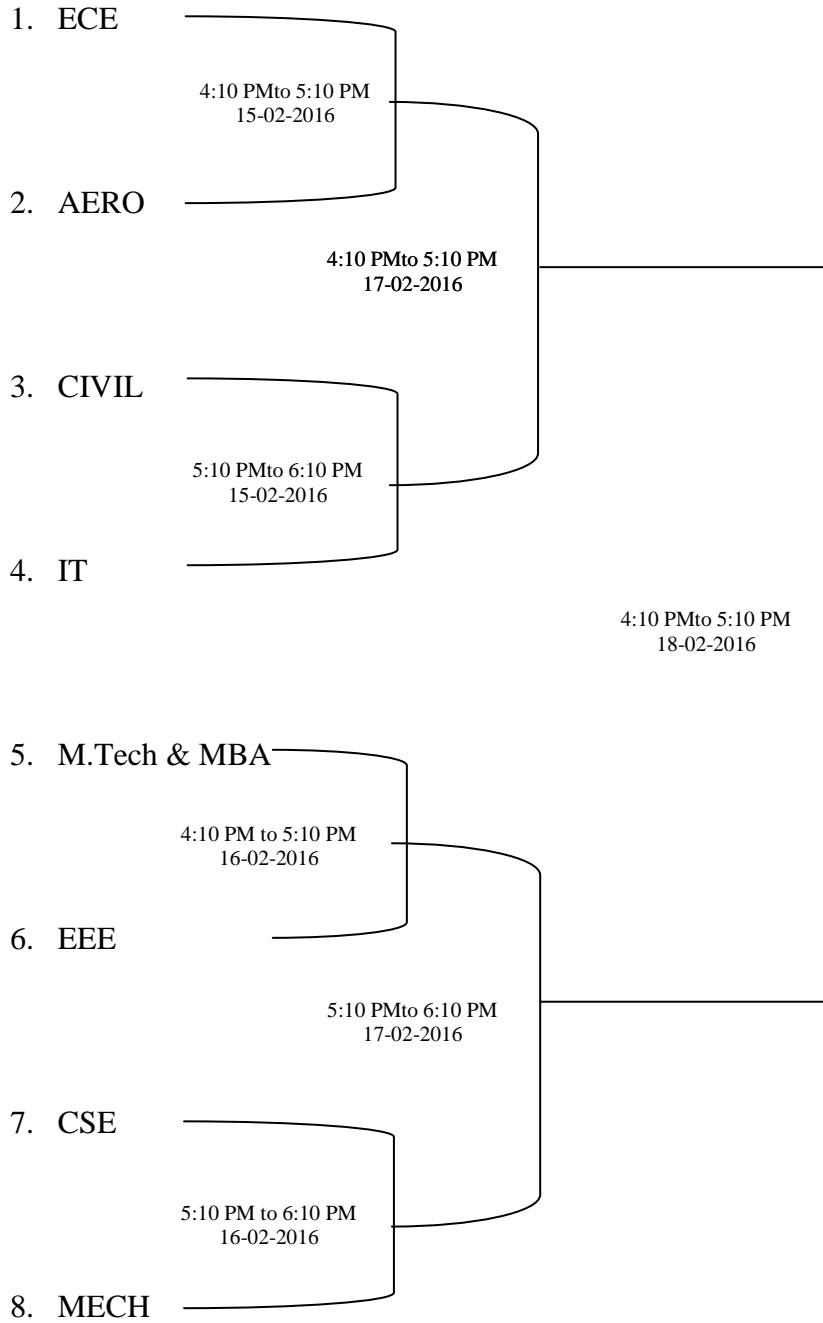 1. ECE
4:10 PMto 5:10 PM
15-02-2016
2. AERO
4:10 PMto 5:10 PM
17-02-2016
3. CIVIL
5:10 PMto 6:10 PM
15-02-2016
4. IT
4:10 PMto 5:10 PM
18-02-2016
5. M.Tech & MBA
4:10 PM to 5:10 PM
16-02-2016
6. EEE
5:10 PMto 6:10 PM
17-02-2016
7. CSE
5:10 PM to 6:10 PM
16-02-2016
8. MECH